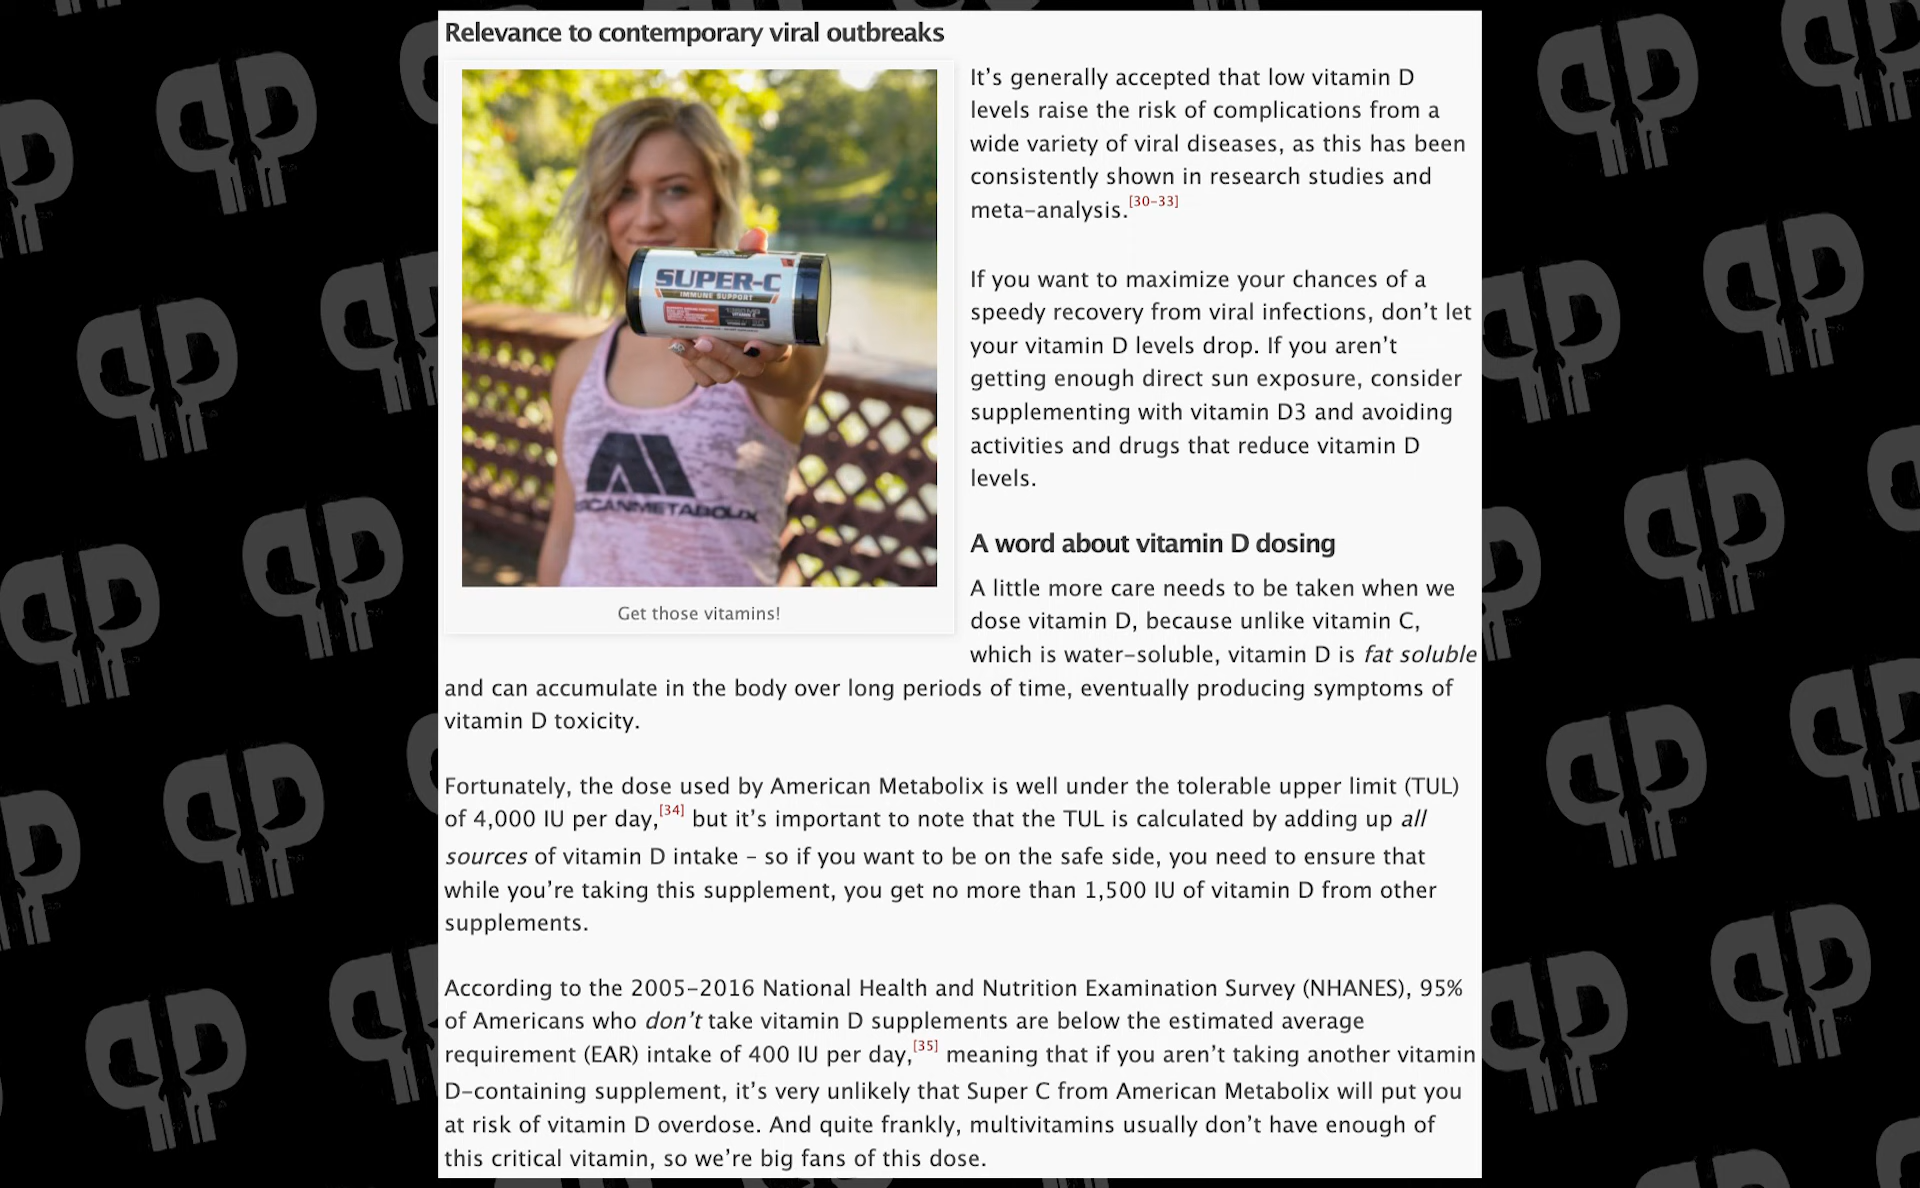 Relevance to contemporary viral outbreaks
SUPER-C
IMMUNE SUPPORT
CANMETABOLIX
Get those vitamins!
It’s generally accepted that low vitamin D
levels raise the risk of complications from a
wide variety of viral diseases, as this has been
consistently shown in research studies and
meta-analysis.[30-33]
If you want to maximize your chances of a
speedy recovery from viral infections, don’t let
your vitamin D levels drop. If you aren’t
getting enough direct sun exposure, consider
supplementing with vitamin D3 and avoiding
activities and drugs that reduce vitamin D
levels.
A word about vitamin D dosing
A little more care needs to be taken when we
dose vitamin D, because unlike vitamin C,
which is water-soluble, vitamin D is fat soluble
and can accumulate in the body over long periods of time, eventually producing symptoms of
vitamin D toxicity.
Fortunately, the dose used by American Metabolix is well under the tolerable upper limit (TUL)
of 4,000 IU per day,[34] but it’s important to note that the TUL is calculated by adding up all
sources of vitamin D intake – so if you want to be on the safe side, you need to ensure that
while you’re taking this supplement, you get no more than 1,500 IU of vitamin D from other
supplements.
According to the 2005-2016 National Health and Nutrition Examination Survey (NHANES), 95%
of Americans who don’t take vitamin D supplements are below the estimated average
requirement (EAR) intake of 400 IU per day,[35] meaning that if you aren’t taking another vitamin
D-containing supplement, it’s very unlikely that Super C from American Metabolix will put you
at risk of vitamin D overdose. And quite frankly, multivitamins usually don’t have enough of
this critical vitamin, so we’re big fans of this dose.